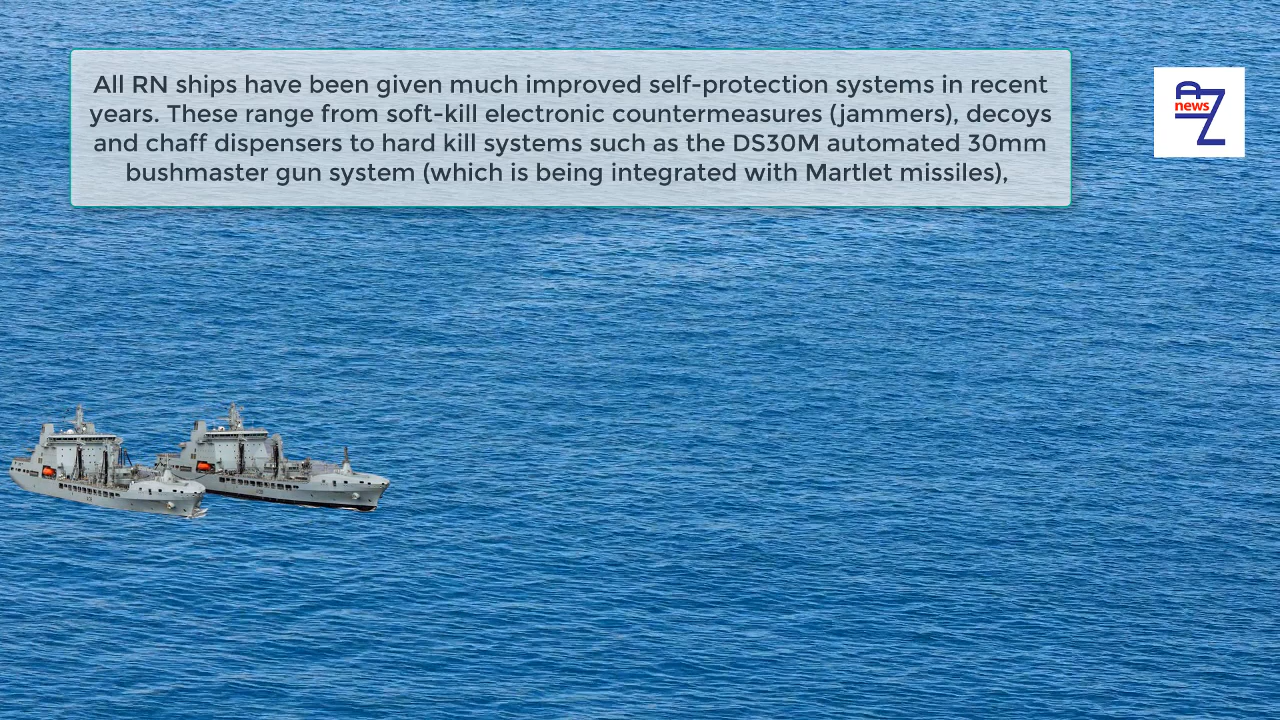 All RN ships have been given much improved self-protection systems in recent
years. These range from soft-kill electronic countermeasures (jammers), decoys
and chaff dispensers to hard kill systems such as the DS30M automated 30mm
bushmaster gun system (which is being integrated with Martlet missiles),
AZ
news